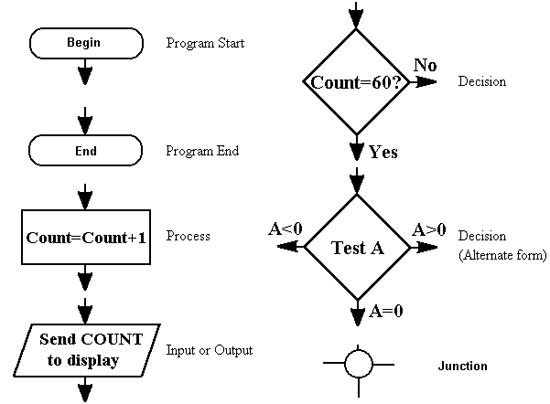 Begin
Program Start
End
Program End
Count=Count+1
Process
Send COUNT
to display
Input or Output
Count=60?
No
Decision
Yes
A<0
Test A
A>0
Decision
(Alternate form)
A=0
Junction